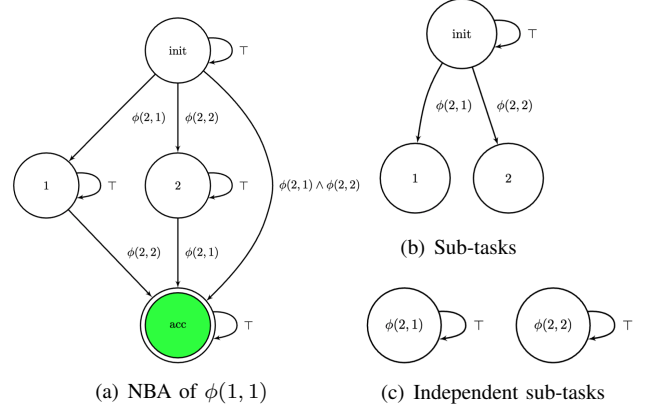 init
⊤
ϕ(2, 1)
ϕ(2, 2)
1
⊤
2
⊤
ϕ(2, 1) ∧ ϕ(2, 2)
ϕ(2, 2)
ϕ(2, 1)
acc
⊤
(a) NBA of ϕ(1, 1)
init
⊤
ϕ(2, 1)
ϕ(2, 2)
1
2
(b) Sub-tasks
ϕ(2, 1)
⊤
ϕ(2, 2)
⊤
(c) Independent sub-tasks